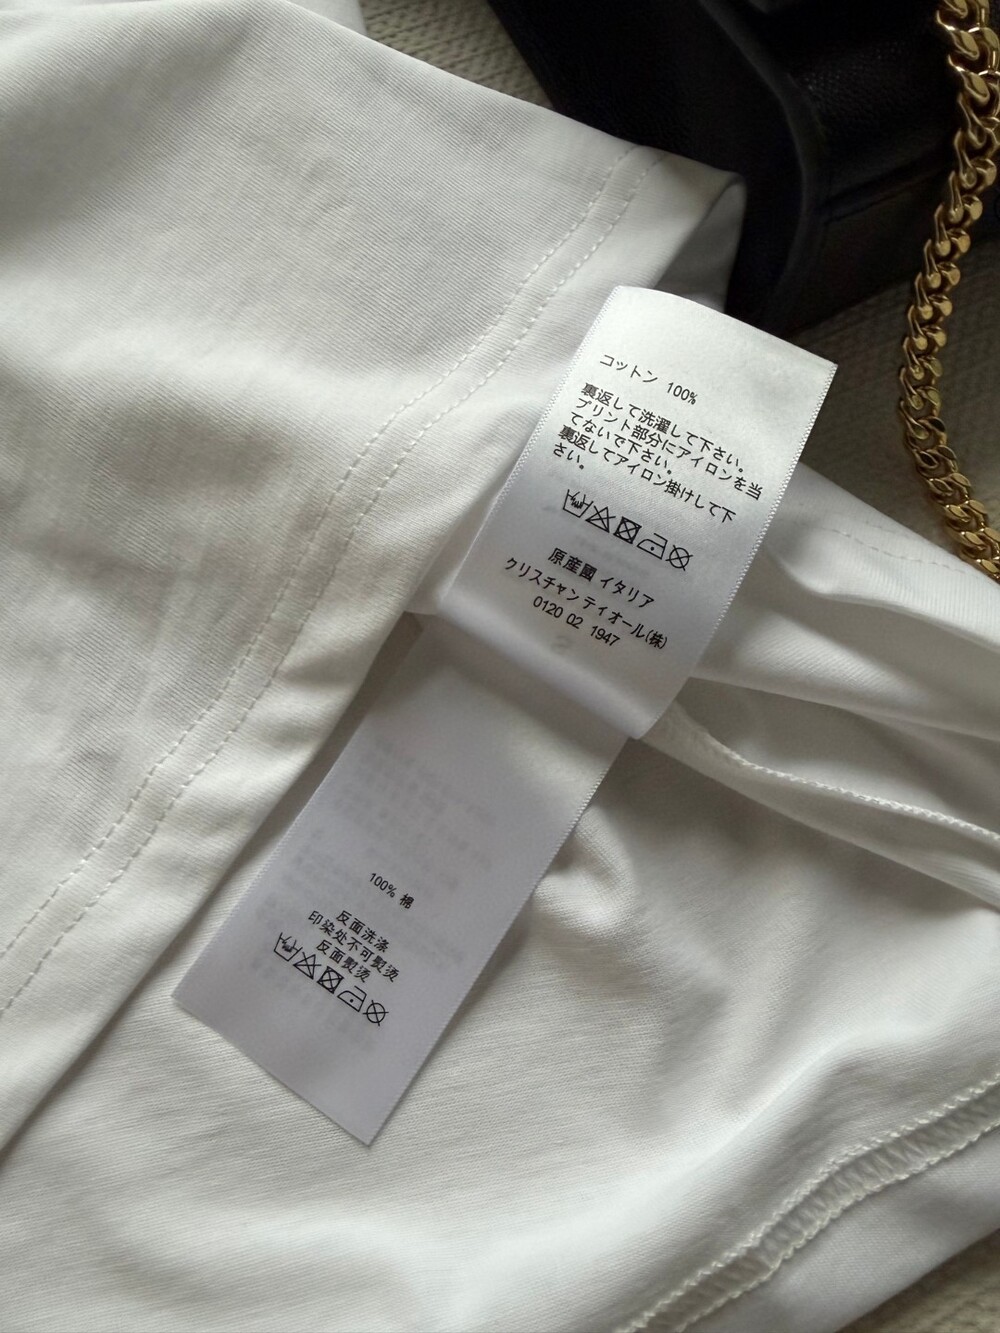 コットン 100%
裏返して洗濯して下さい。
プリント部分にアイロンを当
てないで下さい。
裏返してアイロン掛けして下
さい。
原産國 イタリア
クリスチャン ディオール(株)
0120 02 1947
100% 棉
反面洗涤
印染处不可熨烫
反面熨烫